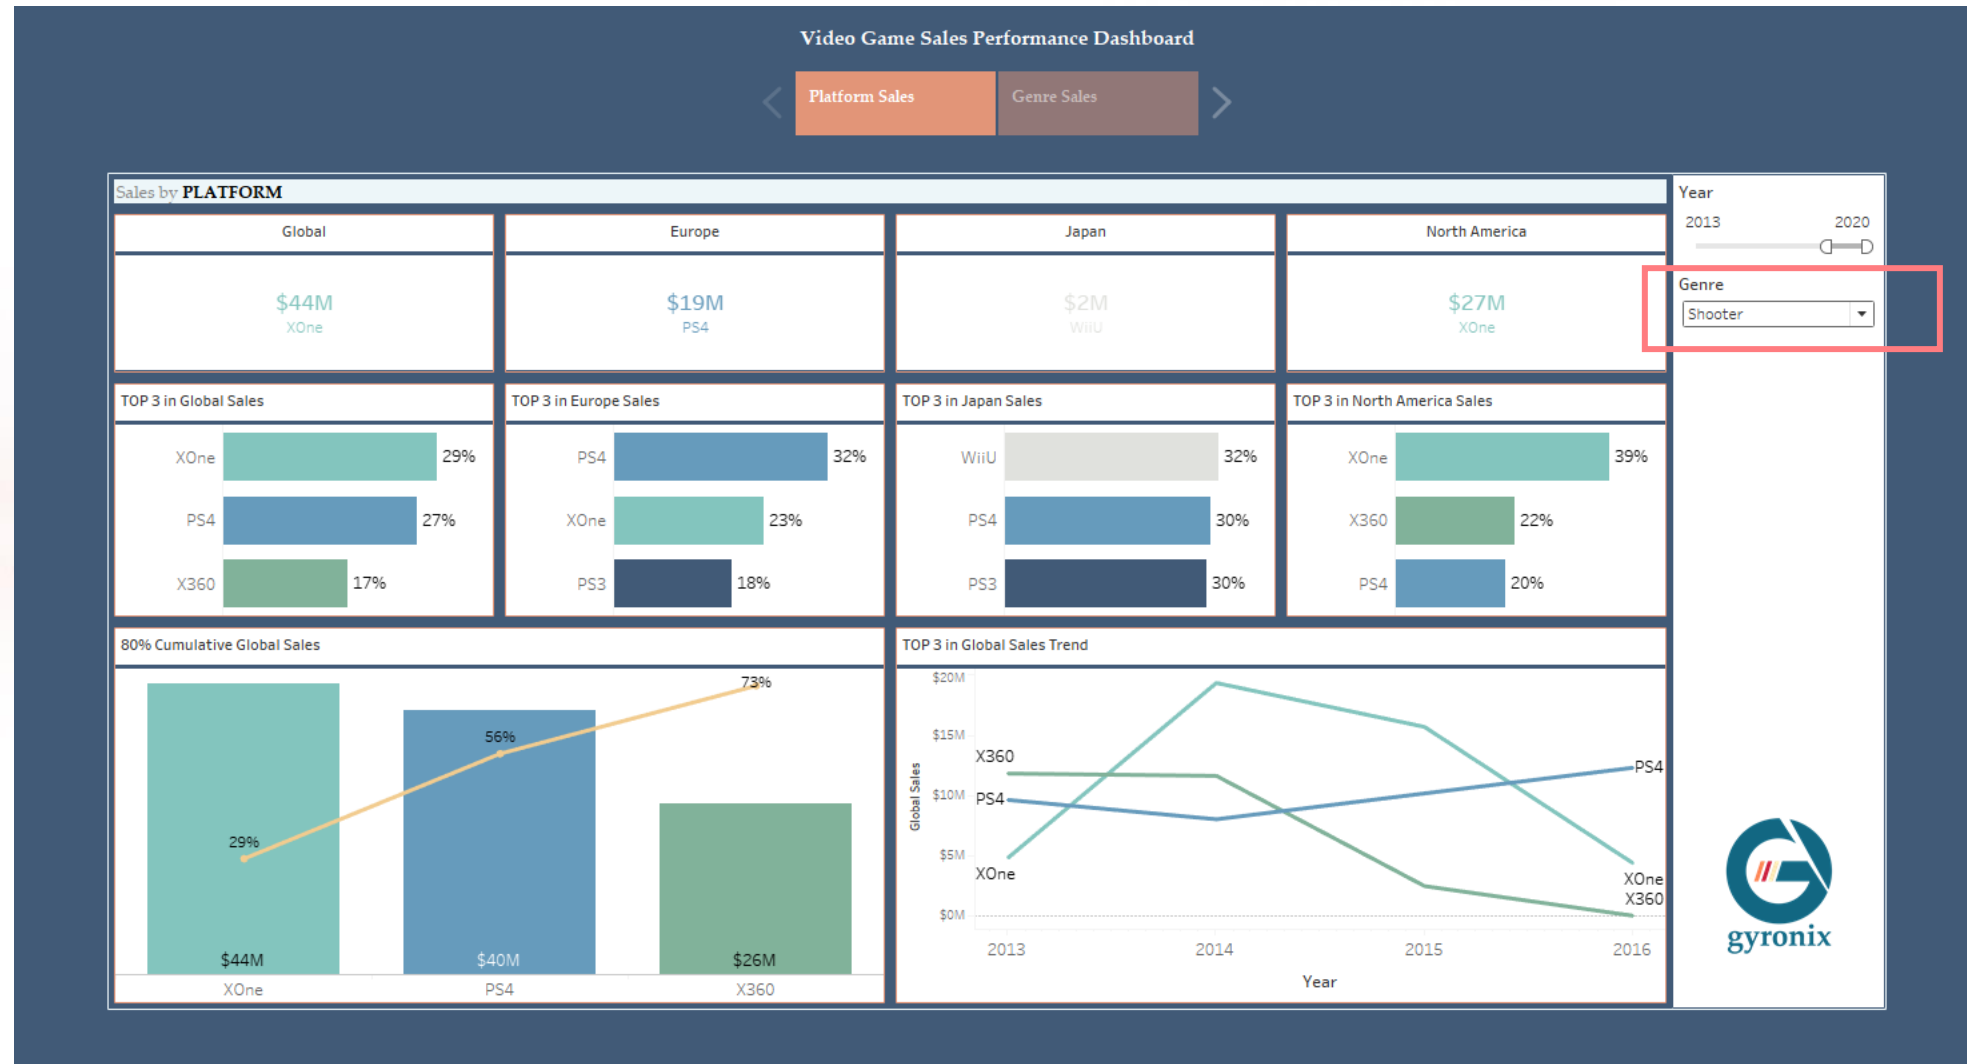 Video Game Sales Performance Dashboard
Platform Sales
Genre Sales
Sales by PLATFORM
Year
2013 2020
Genre
Shooter
Global
Europe
Japan
North America
$44M
XOne
$19M
PS4
$2M
WiiU
$27M
XOne
TOP 3 in Global Sales
XOne 29%
PS4 27%
X360 17%
TOP 3 in Europe Sales
PS4 32%
XOne 23%
PS3 18%
TOP 3 in Japan Sales
WiiU 32%
PS4 30%
PS3 30%
TOP 3 in North America Sales
XOne 39%
X360 22%
PS4 20%
80% Cumulative Global Sales
73%
56%
29%
$44M
$40M
$26M
XOne
PS4
X360
TOP 3 in Global Sales Trend
Global Sales
$20M
$15M
$10M
$5M
$0M
X360
PS4
XOne
PS4
XOne
X360
2013
2014
2015
2016
Year
gyronix